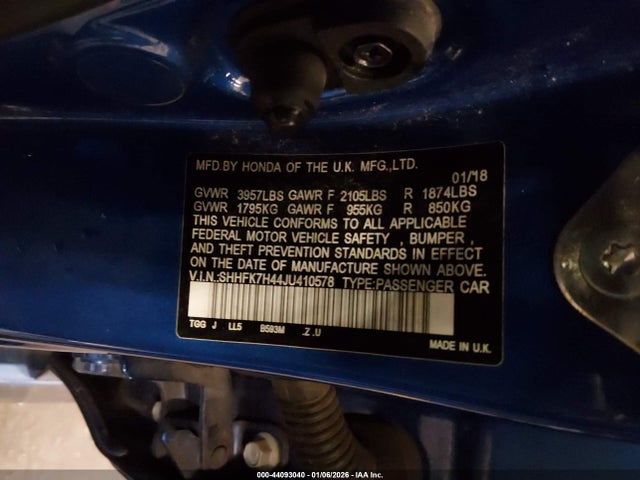 MFD.BY HONDA OF THE U.K. MFG.,LTD.
01/18
GVWR 3957LBS GAWR F 2105LBS R 1874LBS
GVWR 1795KG GAWR F 955KG R 850KG
THIS VEHICLE CONFORMS TO ALL APPLICABLE
FEDERAL MOTOR VEHICLE SAFETY , BUMPER ,
AND THEFT PREVENTION STANDARDS IN EFFECT
ON THE DATE OF MANUFACTURE SHOWN ABOVE.
V.I.N.:SHHFK7H44JU410578 TYPE:PASSENGER CAR
TGG J LL5 B593M .Z .U
MADE IN U.K.
000-44093040 - 01/06/2026 - IAA Inc.